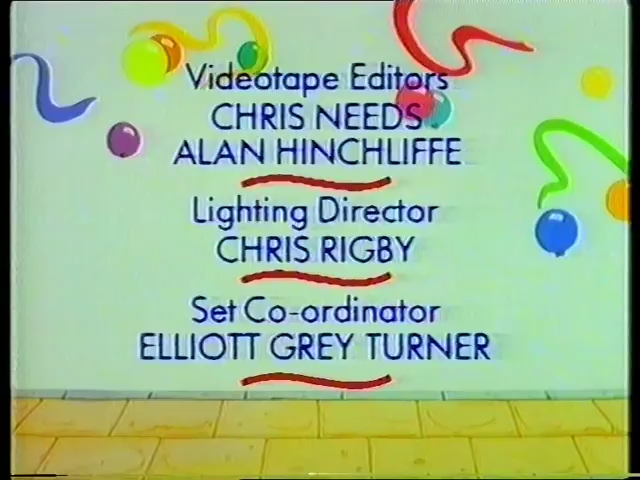 Videotape Editors
CHRIS NEEDS
ALAN HINCHLIFFE
Lighting Director
CHRIS RIGBY
Set Co-ordinator
ELLIOTT GREY TURNER